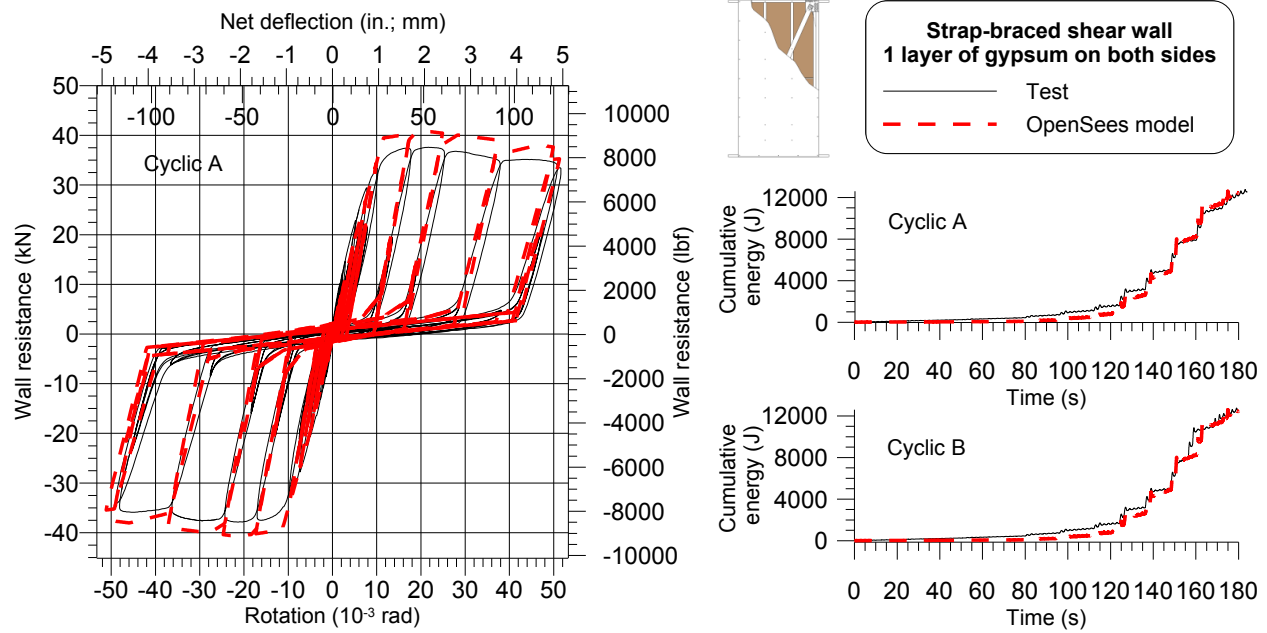 Net deflection (in.; mm)
-5 -4 -3 -2 -1 0 1 2 3 4 5
-100 -50 0 50 100
50
40
30
20
10
0
-10
-20
-30
-40
Wall resistance (kN)
Cyclic A
10000
8000
6000
4000
2000
0
-2000
-4000
-6000
-8000
-10000
Wall resistance (lbf)
-50 -40 -30 -20 -10 0 10 20 30 40 50
Rotation (10-3 rad)
Strap-braced shear wall
1 layer of gypsum on both sides
Test
OpenSees model
12000
8000
4000
0
Cumulative
energy (J)
Cyclic A
0 20 40 60 80 100 120 140 160 180
Time (s)
12000
8000
4000
0
Cumulative
energy (J)
Cyclic B
0 20 40 60 80 100 120 140 160 180
Time (s)